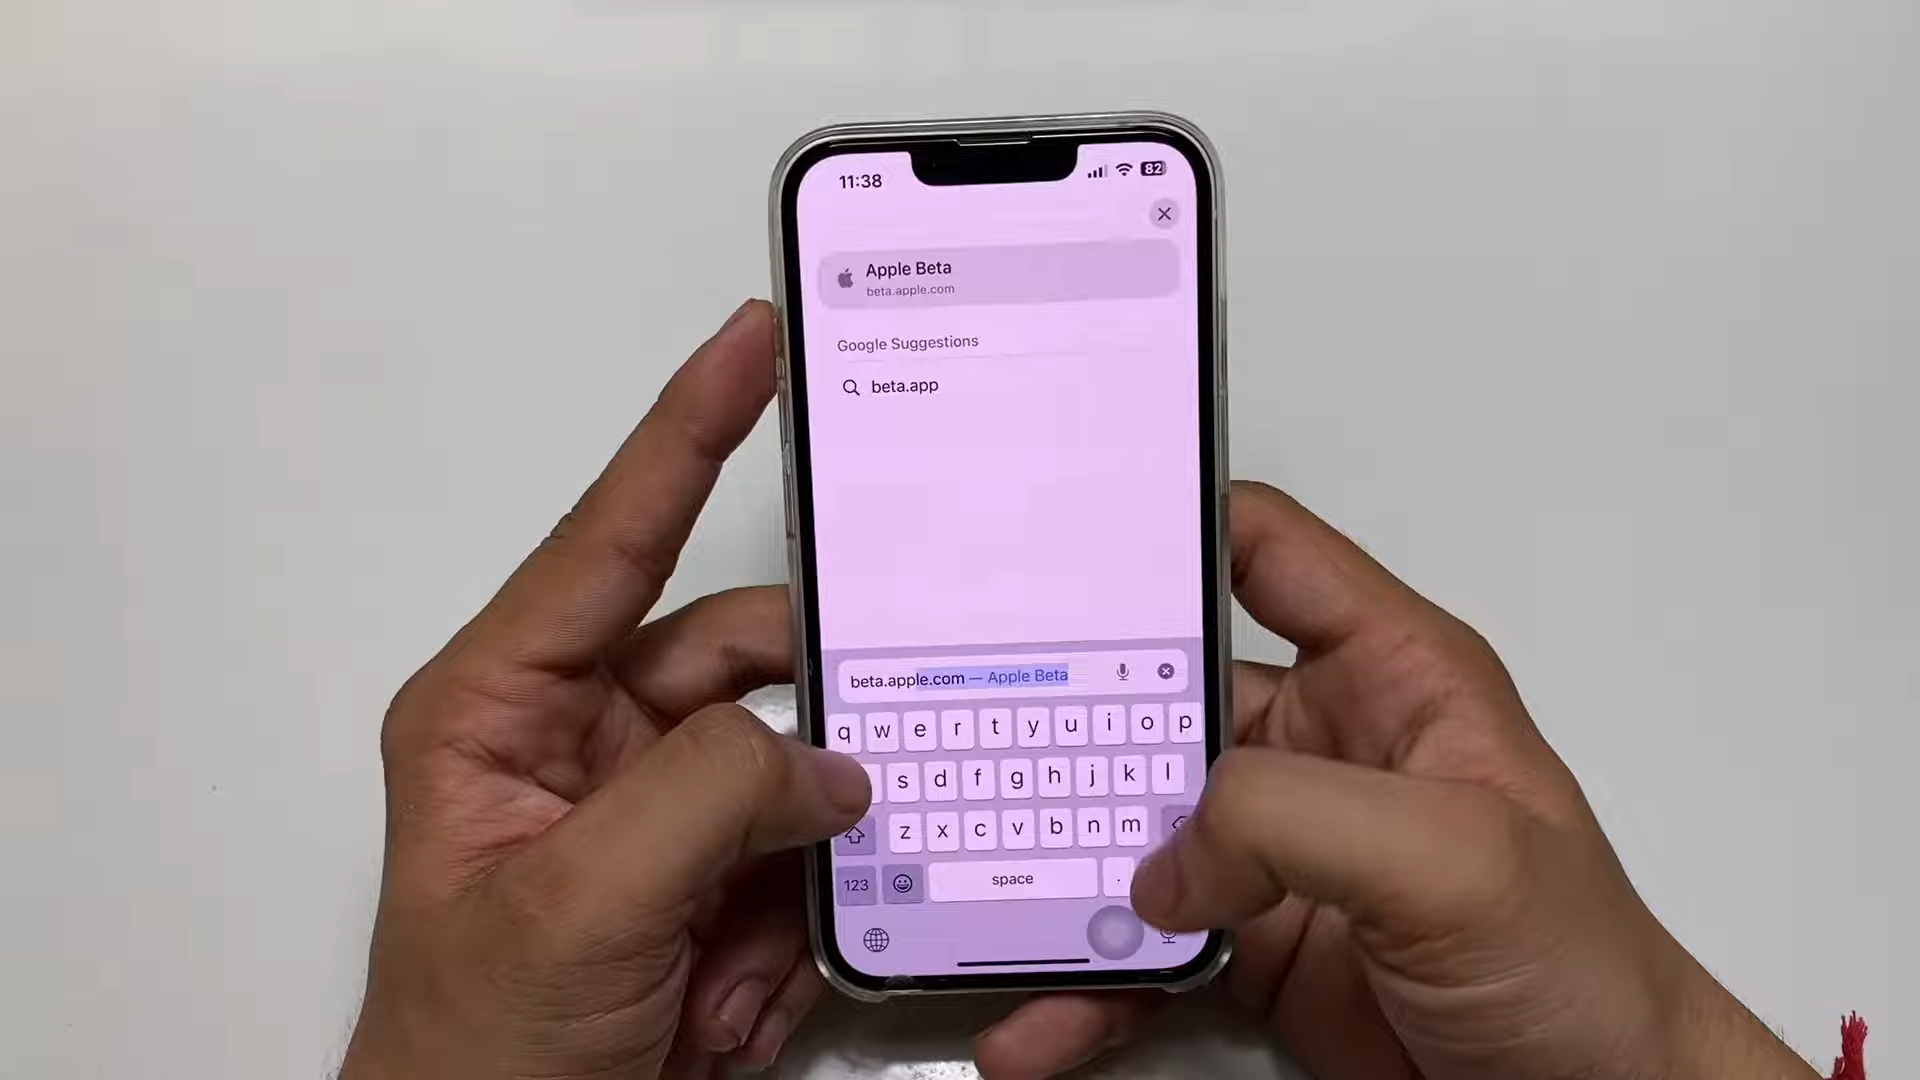 11:38
82
Apple Beta
beta.apple.com
Google Suggestions
beta.app
beta.apple.com — Apple Beta
q w e r t y u i o p
s d f g h j k l
z x c v b n m
123 space .